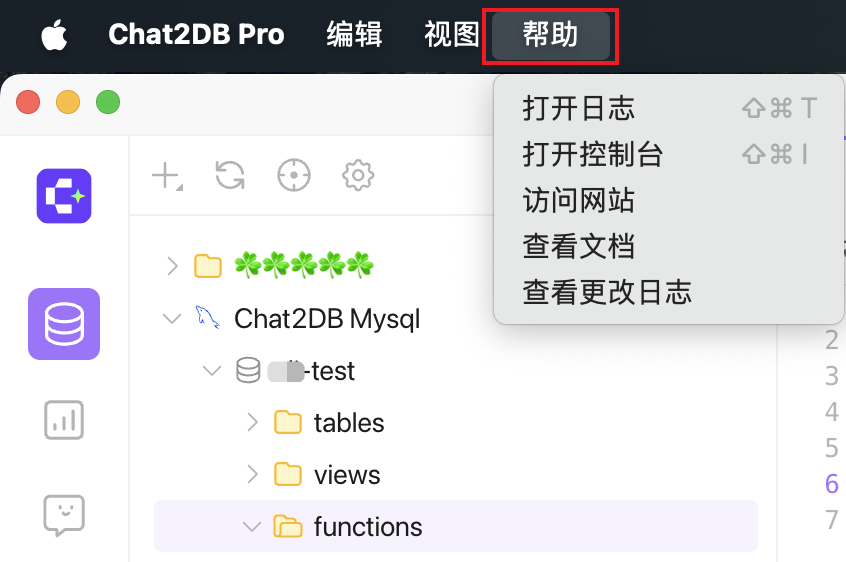 Chat2DB Pro 编辑 视图 帮助
打开日志 ⇧⌘ T
打开控制台 ⇧⌘ I
访问网站
查看文档
查看更改日志
☘☘☘☘☘
Chat2DB Mysql
-test
tables
views
functions
2
3
4
5
6
7